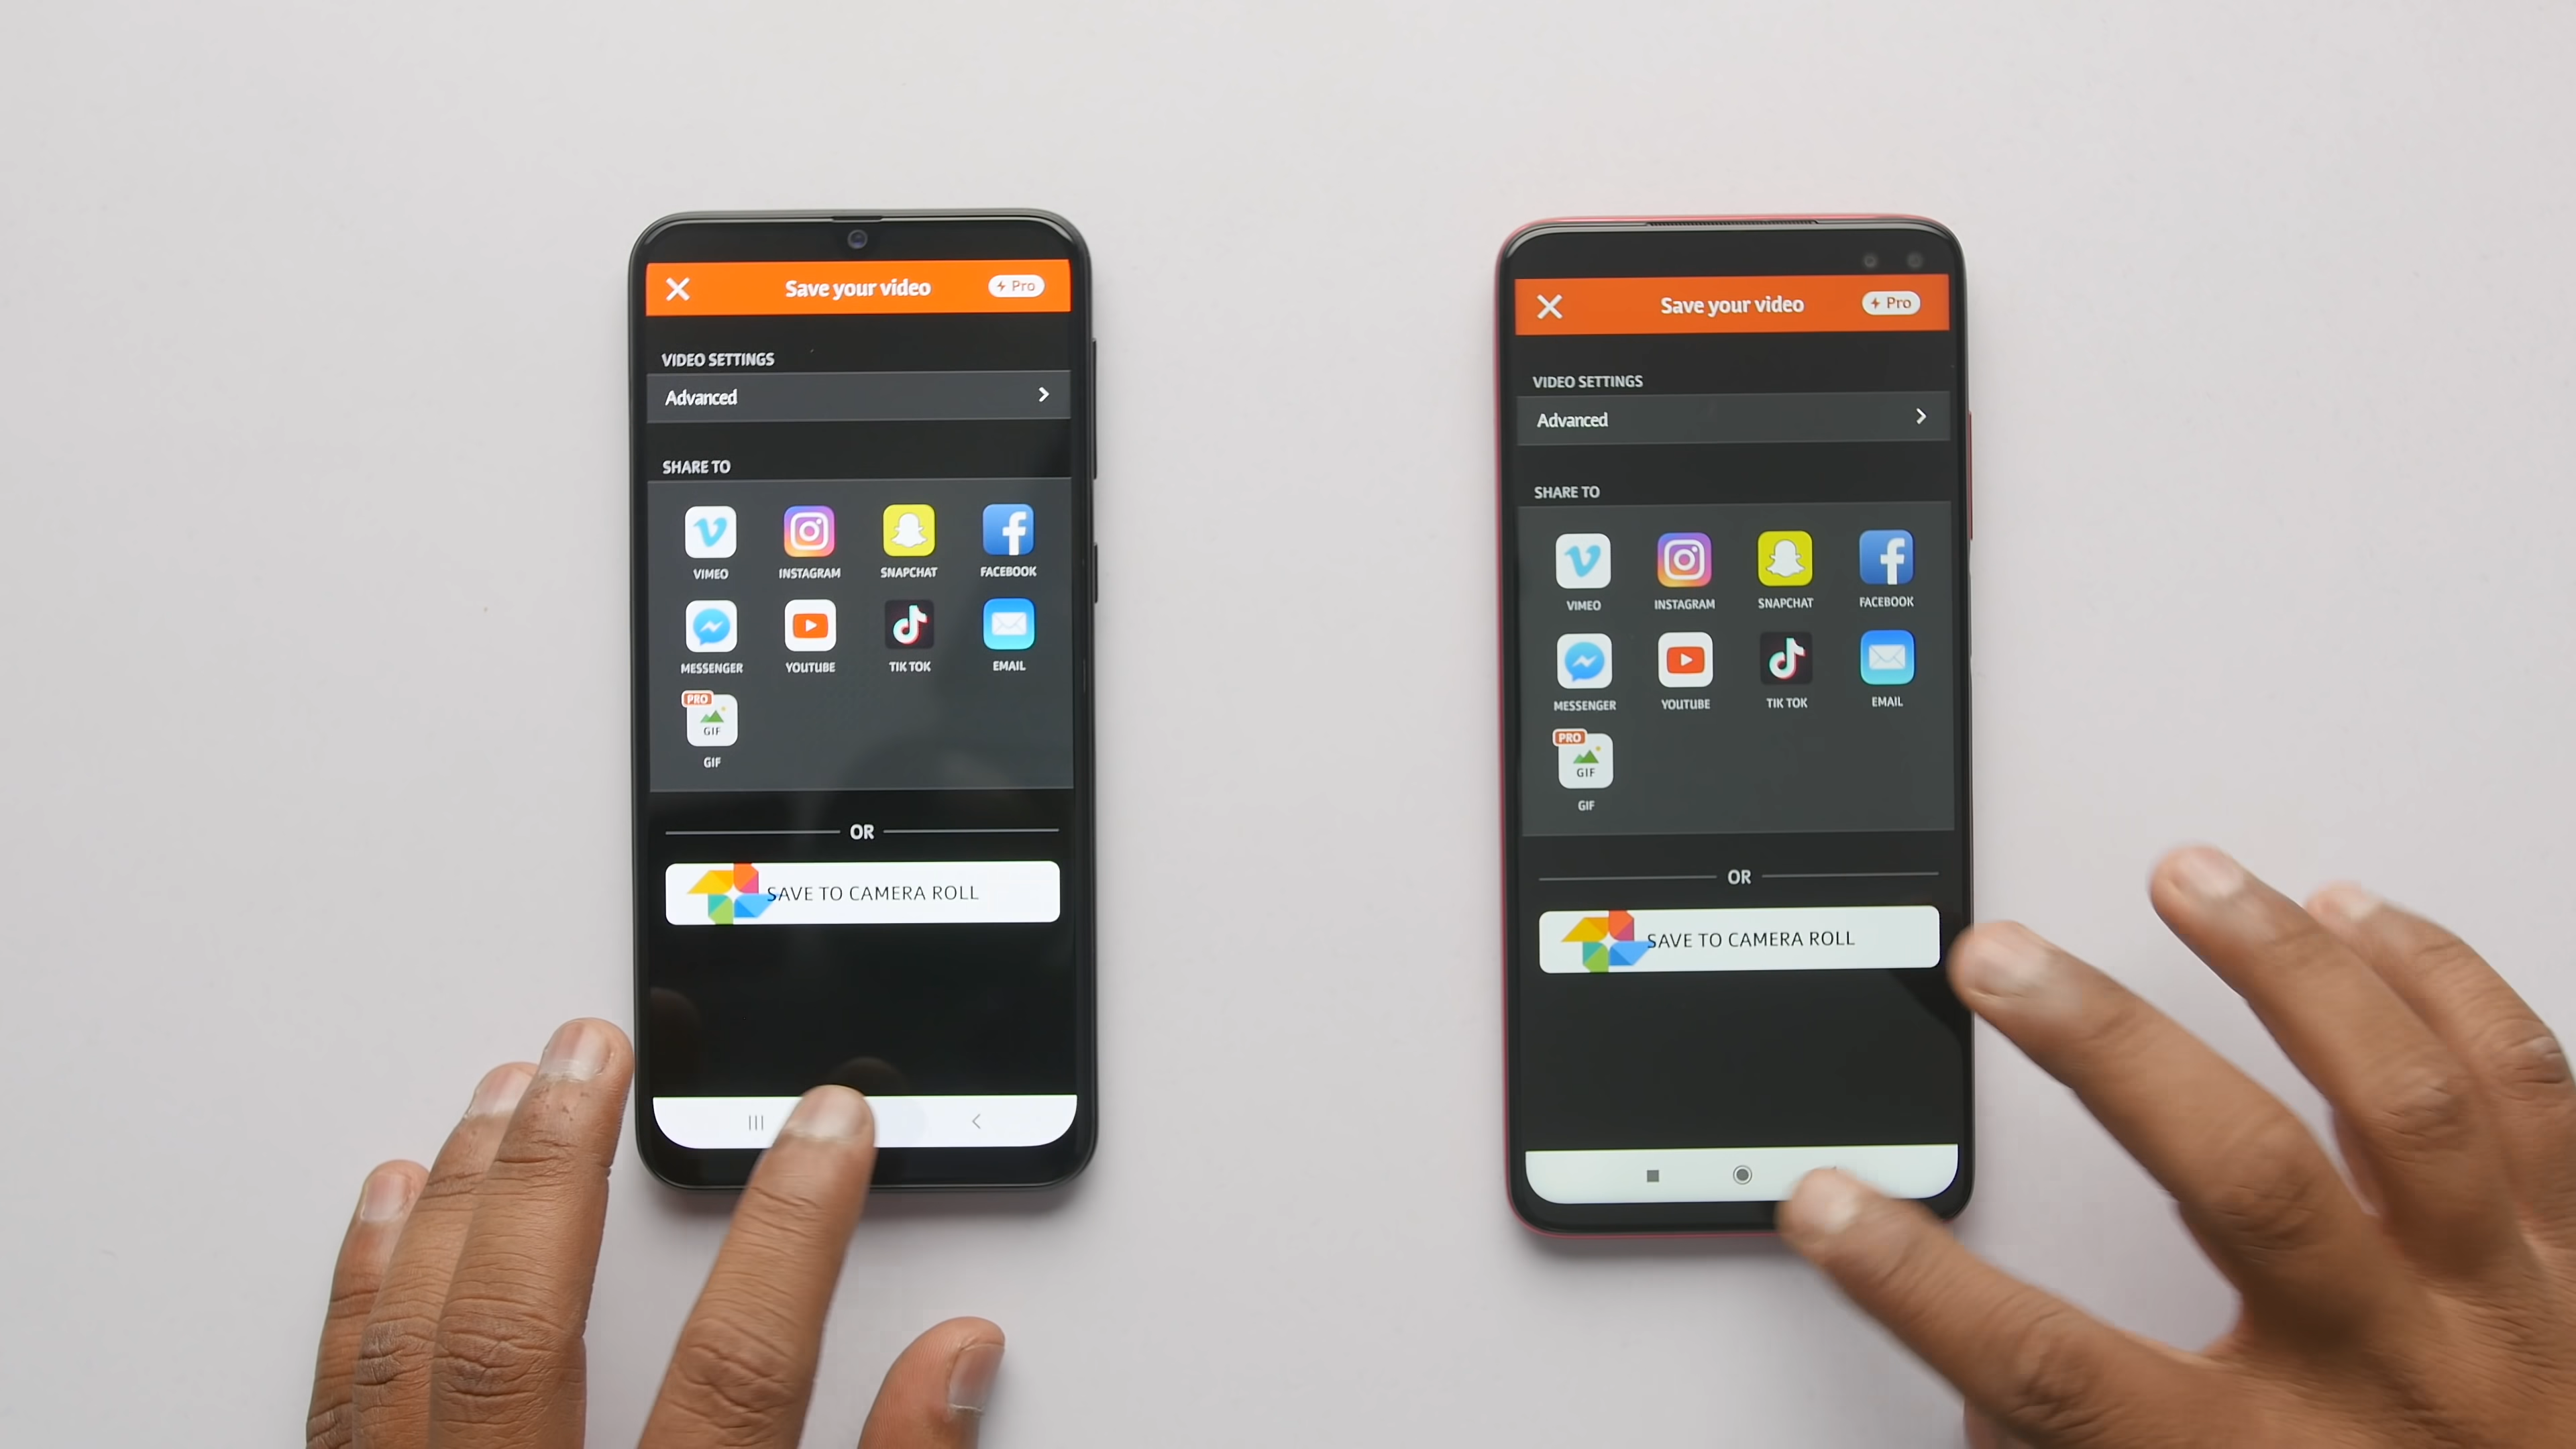 Save your video
Pro
VIDEO SETTINGS
Advanced
SHARE TO
VIMEO INSTAGRAM SNAPCHAT FACEBOOK
MESSENGER YOUTUBE TIK TOK EMAIL
PRO
GIF
GIF
OR
SAVE TO CAMERA ROLL
Save your video
Pro
VIDEO SETTINGS
Advanced
SHARE TO
VIMEO INSTAGRAM SNAPCHAT FACEBOOK
MESSENGER YOUTUBE TIK TOK EMAIL
PRO
GIF
GIF
OR
SAVE TO CAMERA ROLL